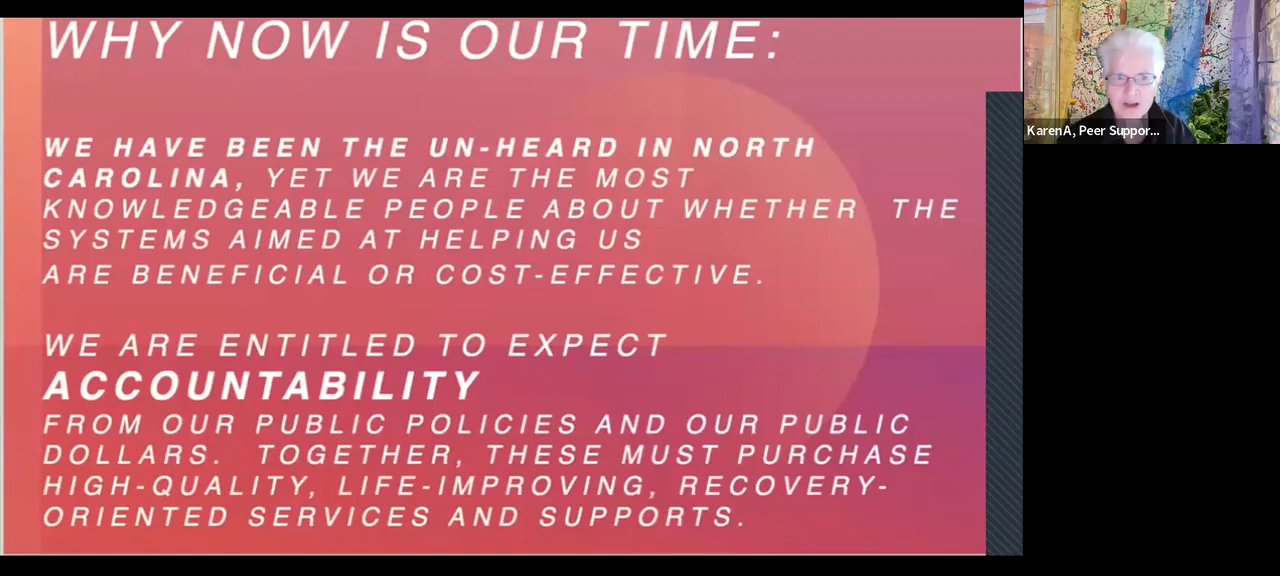 WHY NOW IS OUR TIME:
WE HAVE BEEN THE UN-HEARD IN NORTH
CAROLINA, YET WE ARE THE MOST
KNOWLEDGEABLE PEOPLE ABOUT WHETHER THE
SYSTEMS AIMED AT HELPING US
ARE BENEFICIAL OR COST-EFFECTIVE.
WE ARE ENTITLED TO EXPECT
ACCOUNTABILITY
FROM OUR PUBLIC POLICIES AND OUR PUBLIC
DOLLARS. TOGETHER, THESE MUST PURCHASE
HIGH-QUALITY, LIFE-IMPROVING, RECOVERY-
ORIENTED SERVICES AND SUPPORTS.
KarenA, Peer Suppor...